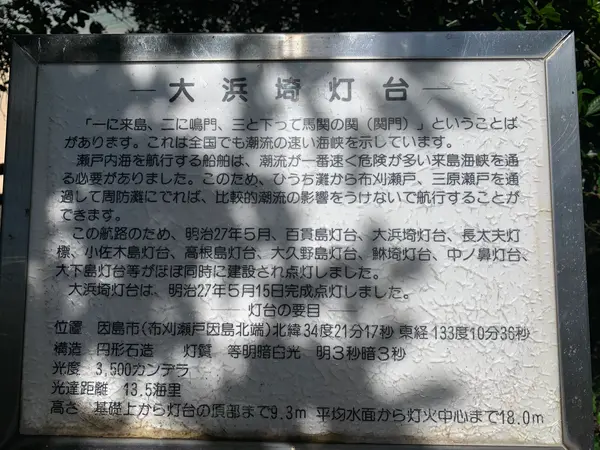 大浜埼灯台
「一に来島、二に鳴門、三と下って馬関の関(関門)」ということば
があります。これは全国でも潮流の速い海峡を示しています。
瀬戸内海を航行する船舶は、潮流が一番速く危険が多い来島海峡を通
る必要がありました。このため、ひうち灘から布刈瀬戸、三原瀬戸を通
過して周防灘にでれば、比較的潮流の影響をうけないで航行することが
できます。
この航路のため、明治27年5月、百貫島灯台、大浜埼灯台、長太夫灯
標、小佐木島灯台、高根島灯台、大久野島灯台、鮴埼灯台、中ノ鼻灯台、
大下島灯台等がほぼ同時に建設され点灯しました。
大浜埼灯台は、明治27年5月15日完成点灯しました。
灯台の要目
位置 因島市(布刈瀬戸因島北端)北緯34度21分17秒 東経133度10分36秒
構造 円形石造 灯質 等明暗白光 明3秒暗3秒
光度 3,500カンデラ
光達距離 13.5海里
高さ 基礎上から灯台の頂部まで9.3m 平均水面から灯火中心まで18.0m